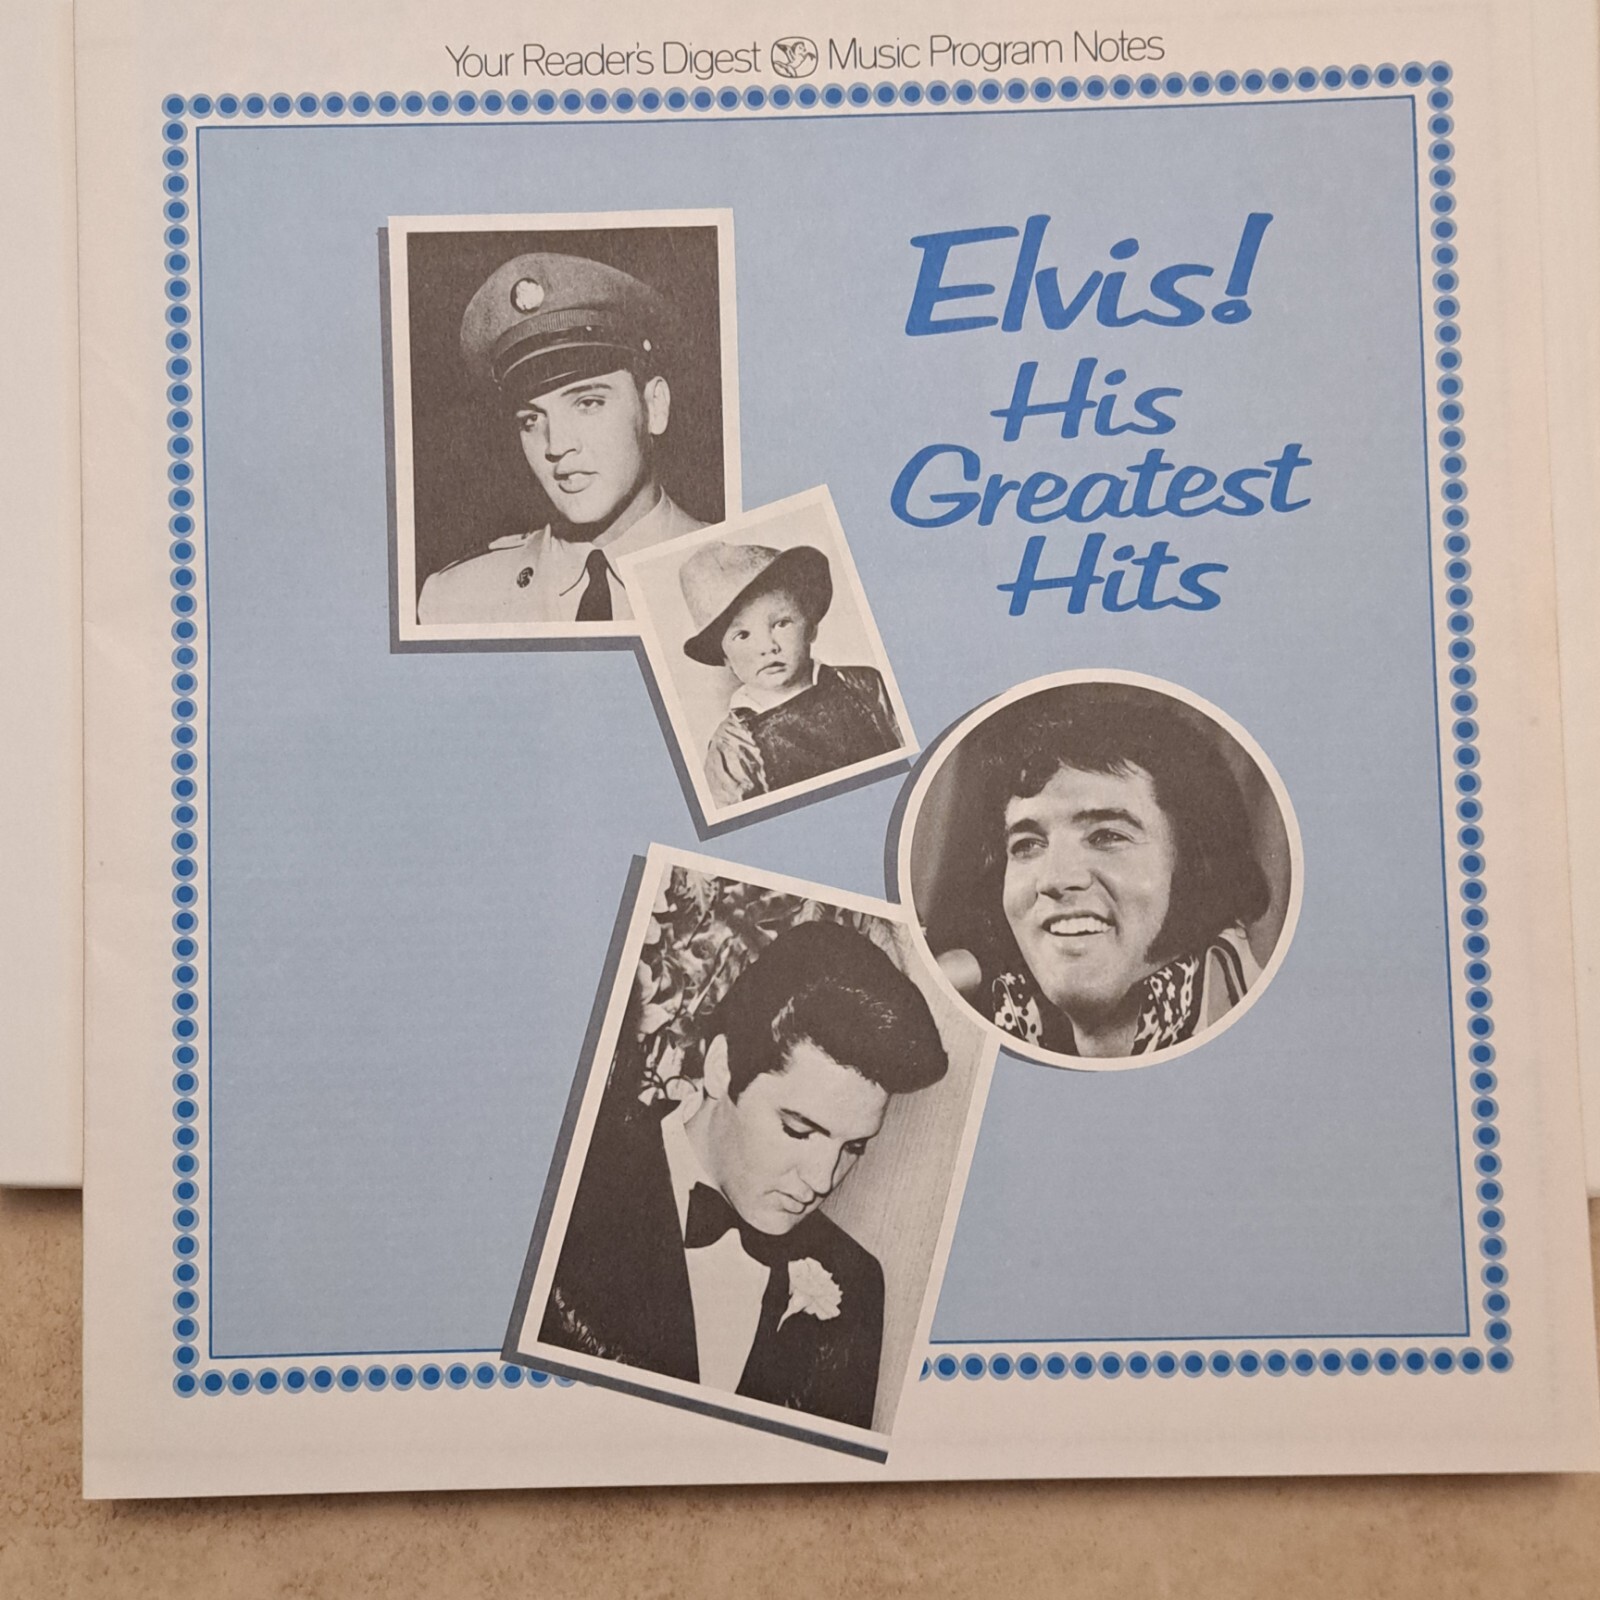 Your Reader's Digest Music Program Notes
Elvis!
His
Greatest
Hits